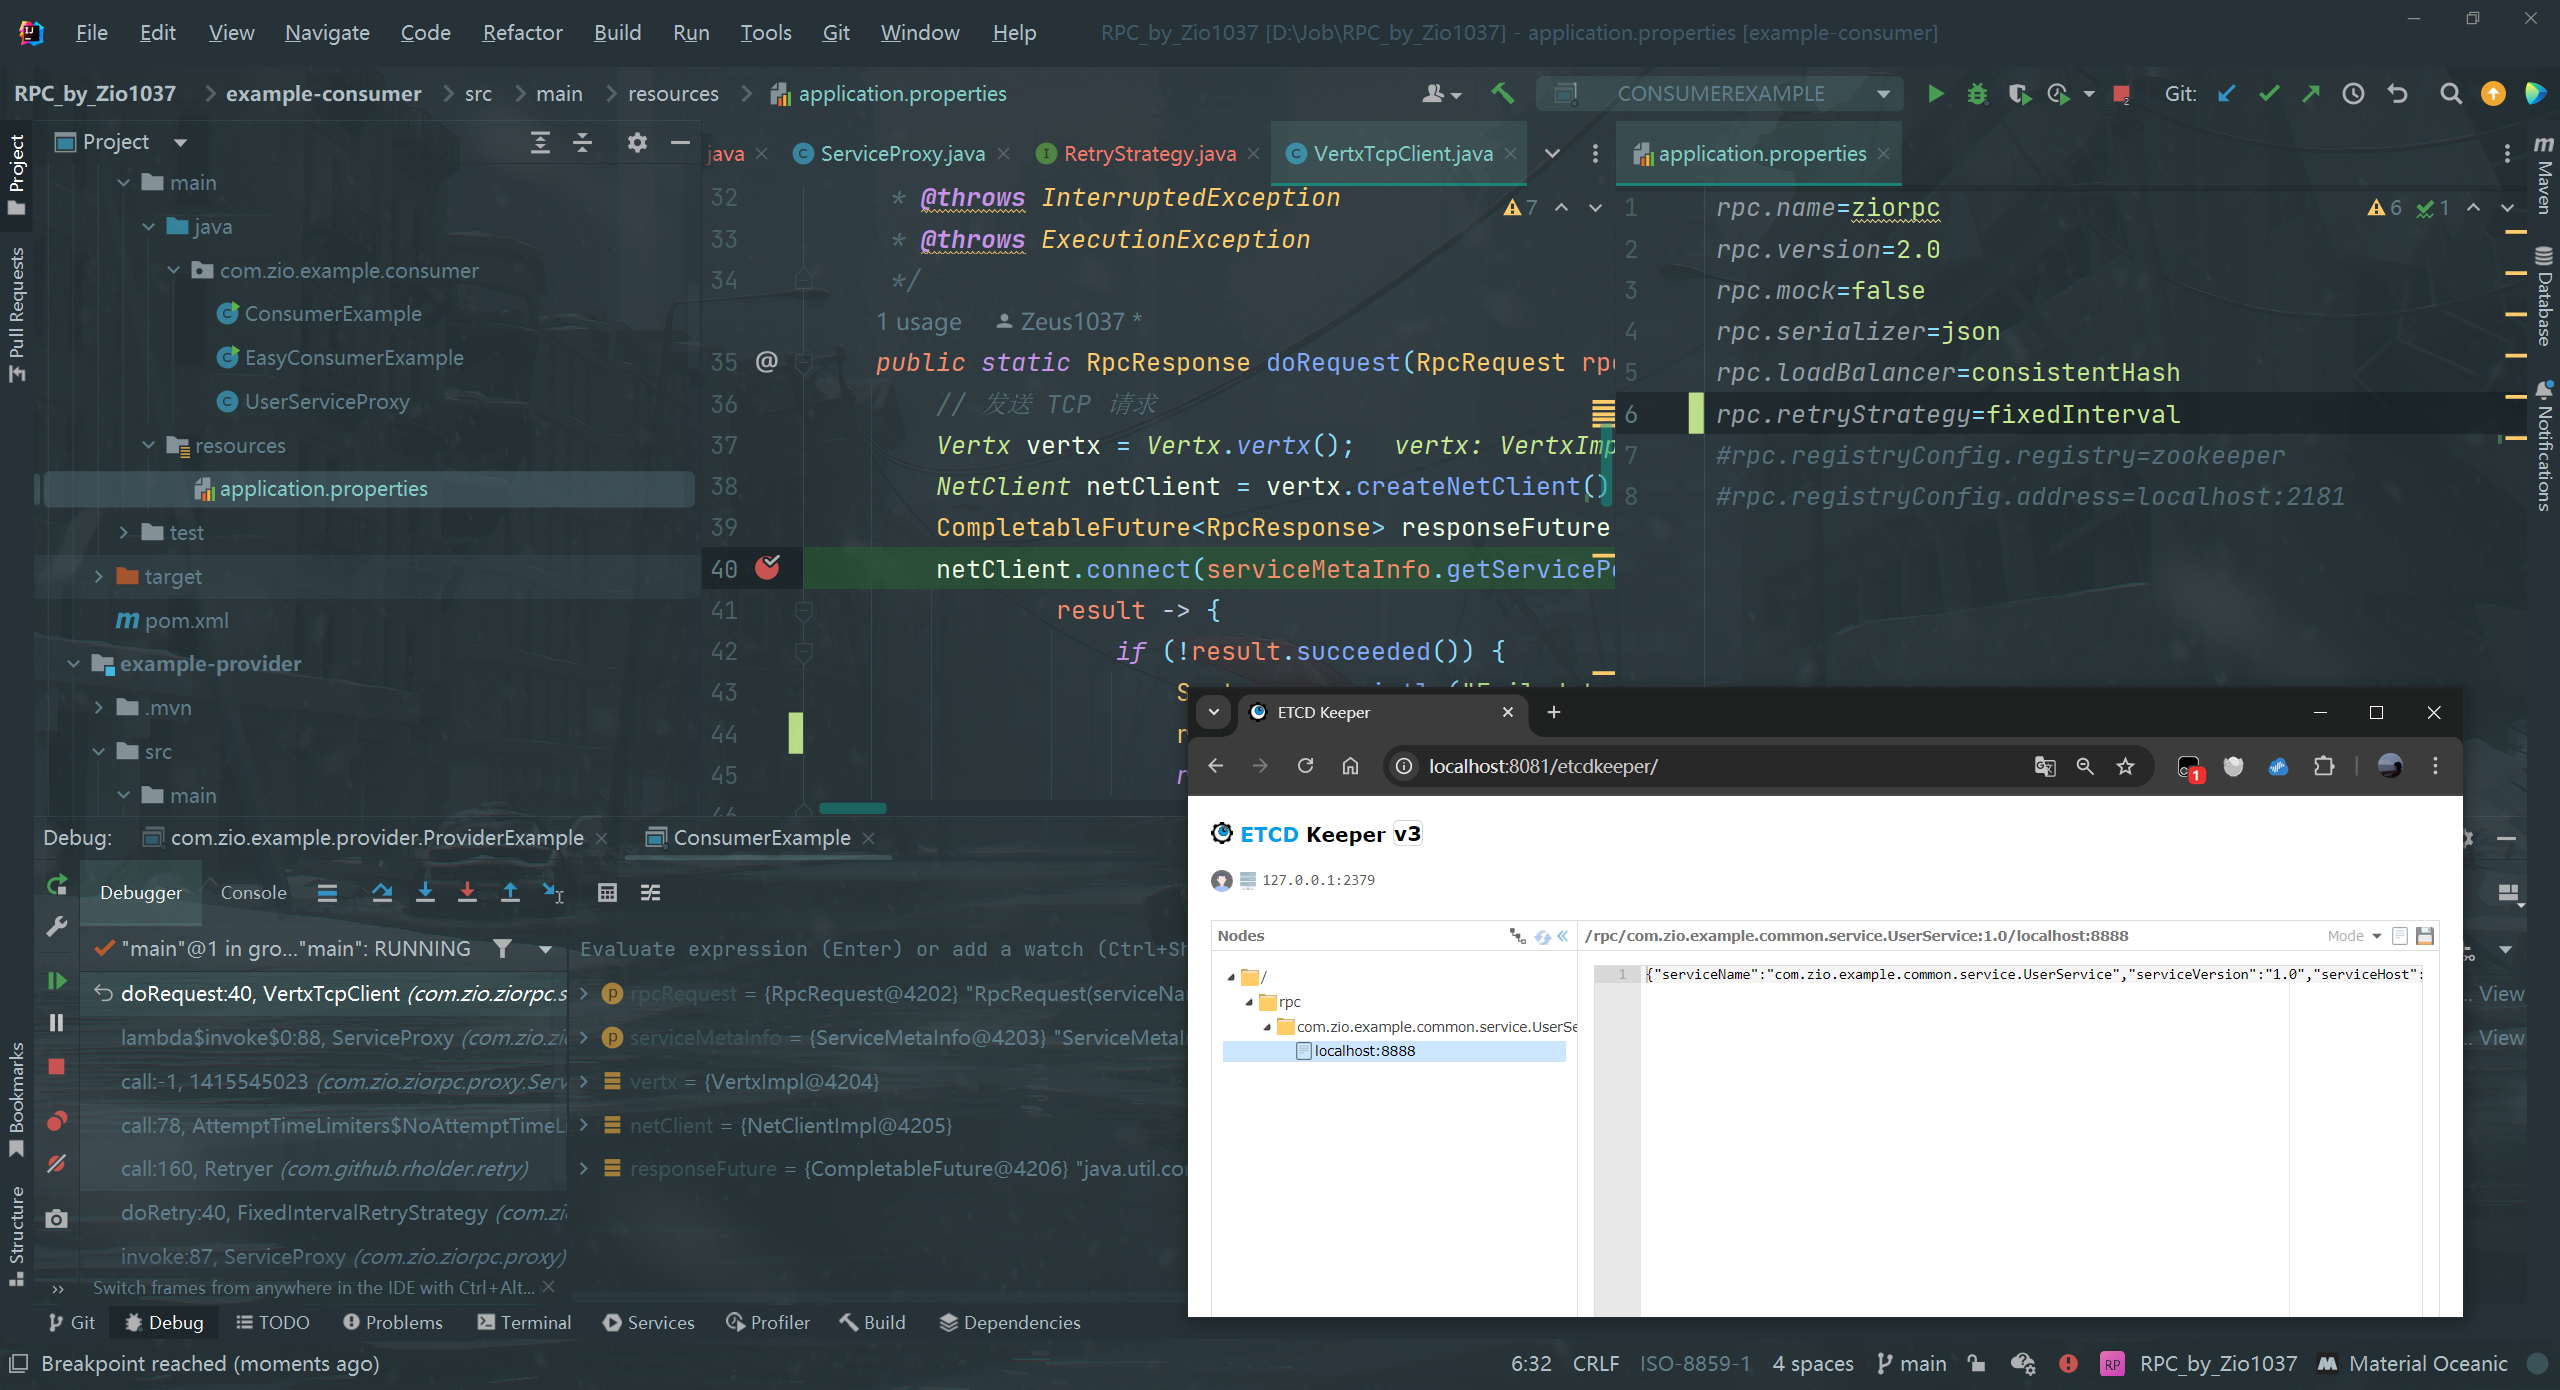 File Edit View Navigate Code Refactor Build Run Tools Git Window Help RPC_by_Zio1037 [D:\Job\RPC_by_Zio1037] - application.properties [example-consumer]
RPC_by_Zio1037 example-consumer src main resources application.properties CONSUMEREXAMPLE 2 Git:
Project
Pull Requests
Bookmarks
Structure
Project
main
java
com.zio.example.consumer
ConsumerExample
EasyConsumerExample
UserServiceProxy
resources
application.properties
test
target
pom.xml
example-provider
.mvn
src
main
java ServiceProxy.java RetryStrategy.java VertxTcpClient.java
7
32 * @throws InterruptedException
33 * @throws ExecutionException
34 */
1 usage Zeus1037 *
35 @ public static RpcResponse doRequest(RpcRequest rpc
36 // 发送 TCP 请求
37 Vertx vertx = Vertx.vertx(); vertx: VertxImp
38 NetClient netClient = vertx.createNetClient()
39 CompletableFuture<RpcResponse> responseFuture
40 netClient.connect(serviceMetaInfo.getServicePo
41 result -> {
42 if (!result.succeeded()) {
43
44
45
46
application.properties
6 1
1 rpc.name=ziorpc
2 rpc.version=2.0
3 rpc.mock=false
4 rpc.serializer=json
5 rpc.loadBalancer=consistentHash
6 rpc.retryStrategy=fixedInterval
7 #rpc.registryConfig.registry=zookeeper
8 #rpc.registryConfig.address=localhost:2181
Maven
Database
Notifications
Debug: com.zio.example.provider.ProviderExample ConsumerExample
Debugger Console
"main"@1 in gro..."main": RUNNING
Evaluate expression (Enter) or add a watch (Ctrl+Sh
doRequest:40, VertxTcpClient (com.zio.ziorpc.s
lambda$invoke$0:88, ServiceProxy (com.zio.zi
call:-1, 1415545023 (com.zio.ziorpc.proxy.Serv
call:78, AttemptTimeLimiters$NoAttemptTimeLi
call:160, Retryer (com.github.rholder.retry)
doRetry:40, FixedIntervalRetryStrategy (com.zi
invoke:87, ServiceProxy (com.zio.ziorpc.proxy)
Switch frames from anywhere in the IDE with Ctrl+Alt...
rpcRequest = {RpcRequest@4202} "RpcRequest(serviceNa
serviceMetaInfo = {ServiceMetaInfo@4203} "ServiceMetaI
vertx = {VertxImpl@4204}
netClient = {NetClientImpl@4205}
responseFuture = {CompletableFuture@4206} "java.util.co
... View
... View
ETCD Keeper
localhost:8081/etcdkeeper/
1
ETCD Keeper v3
127.0.0.1:2379
Nodes
/
rpc
com.zio.example.common.service.UserSe
localhost:8888
/rpc/com.zio.example.common.service.UserService:1.0/localhost:8888 Mode
1 {"serviceName":"com.zio.example.common.service.UserService","serviceVersion":"1.0","serviceHost":
Git Debug TODO Problems Terminal Services Profiler Build Dependencies
Breakpoint reached (moments ago) 6:32 CRLF ISO-8859-1 4 spaces main RP RPC_by_Zio1037 Material Oceanic